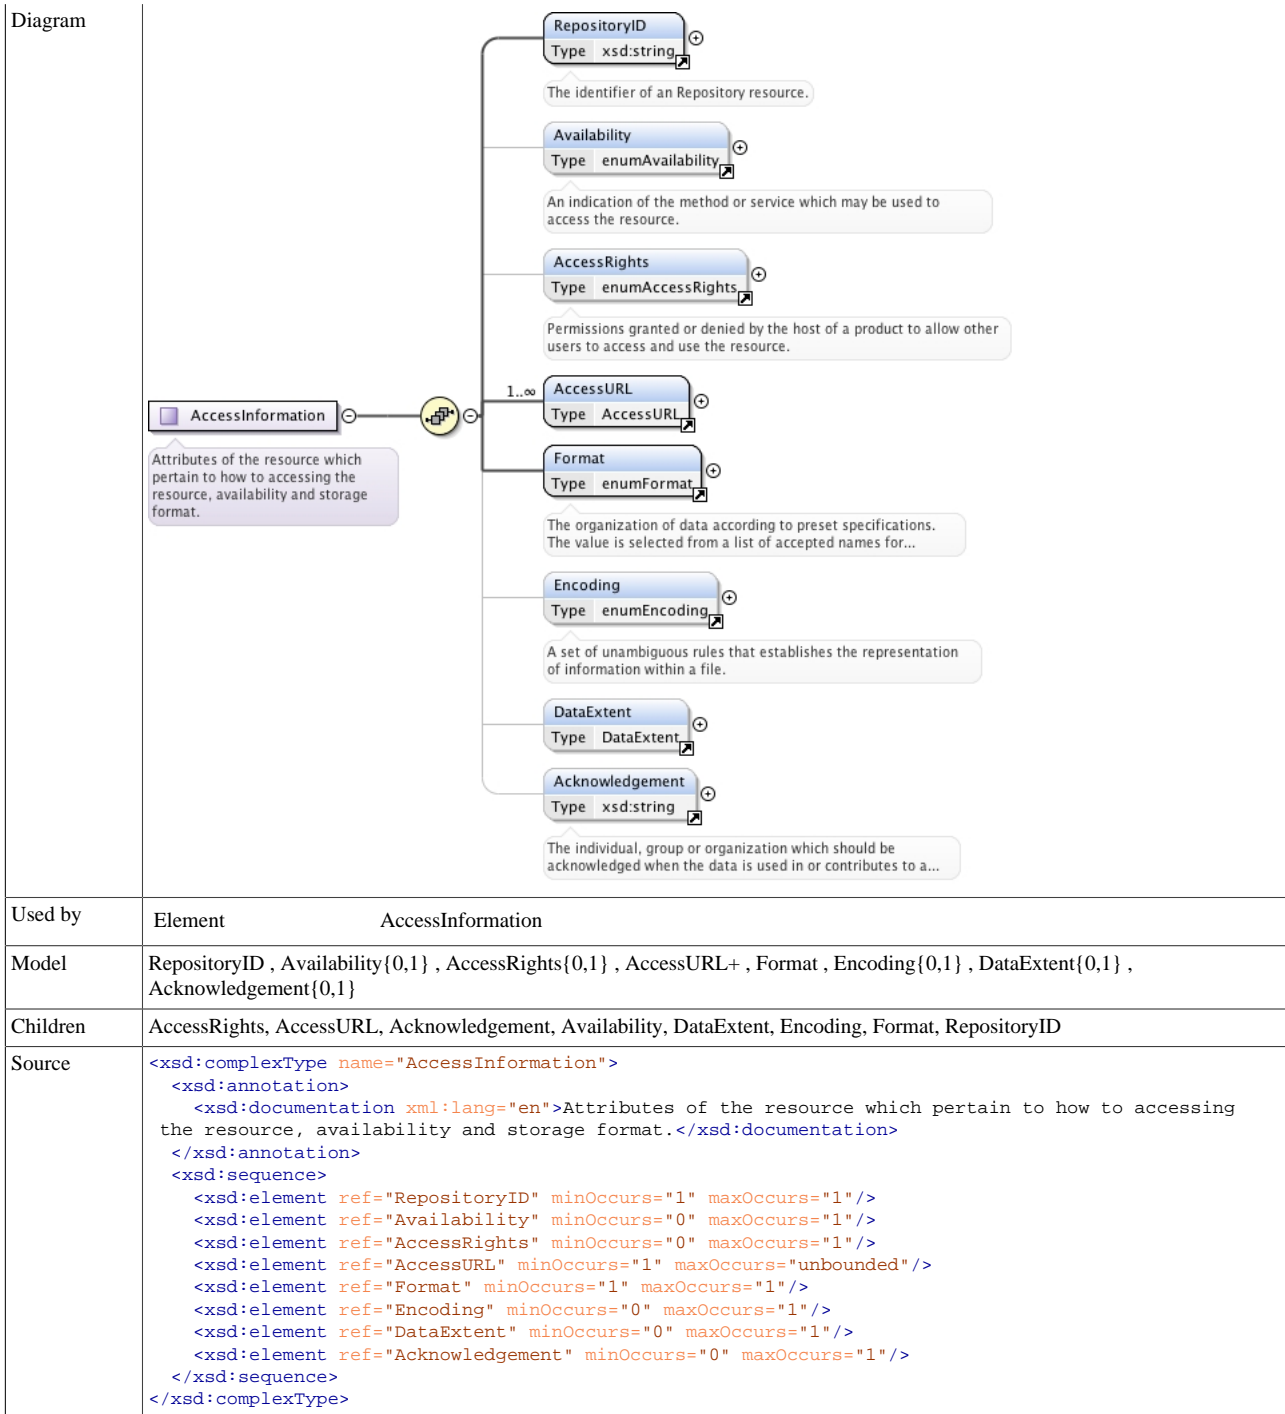 Diagram
RepositoryID
Type xsd:string
The identifier of an Repository resource.
Availability
Type enumAvailability
An indication of the method or service which may be used to
access the resource.
AccessRights
Type enumAccessRights
Permissions granted or denied by the host of a product to allow other
users to access and use the resource.
1..∞
AccessURL
Type AccessURL
AccessInformation
Attributes of the resource which
pertain to how to accessing the
resource, availability and storage
format.
Format
Type enumFormat
The organization of data according to preset specifications.
The value is selected from a list of accepted names for...
Encoding
Type enumEncoding
A set of unambiguous rules that establishes the representation
of information within a file.
DataExtent
Type DataExtent
Acknowledgement
Type xsd:string
The individual, group or organization which should be
acknowledged when the data is used in or contributes to a...
Used by Element AccessInformation
Model RepositoryID , Availability{0,1} , AccessRights{0,1} , AccessURL+ , Format , Encoding{0,1} , DataExtent{0,1} ,
Acknowledgement{0,1}
Children AccessRights, AccessURL, Acknowledgement, Availability, DataExtent, Encoding, Format, RepositoryID
Source <xsd:complexType name="AccessInformation">
<xsd:annotation>
<xsd:documentation xml:lang="en">Attributes of the resource which pertain to how to accessing
the resource, availability and storage format.</xsd:documentation>
</xsd:annotation>
<xsd:sequence>
<xsd:element ref="RepositoryID" minOccurs="1" maxOccurs="1"/>
<xsd:element ref="Availability" minOccurs="0" maxOccurs="1"/>
<xsd:element ref="AccessRights" minOccurs="0" maxOccurs="1"/>
<xsd:element ref="AccessURL" minOccurs="1" maxOccurs="unbounded"/>
<xsd:element ref="Format" minOccurs="1" maxOccurs="1"/>
<xsd:element ref="Encoding" minOccurs="0" maxOccurs="1"/>
<xsd:element ref="DataExtent" minOccurs="0" maxOccurs="1"/>
<xsd:element ref="Acknowledgement" minOccurs="0" maxOccurs="1"/>
</xsd:sequence>
</xsd:complexType>